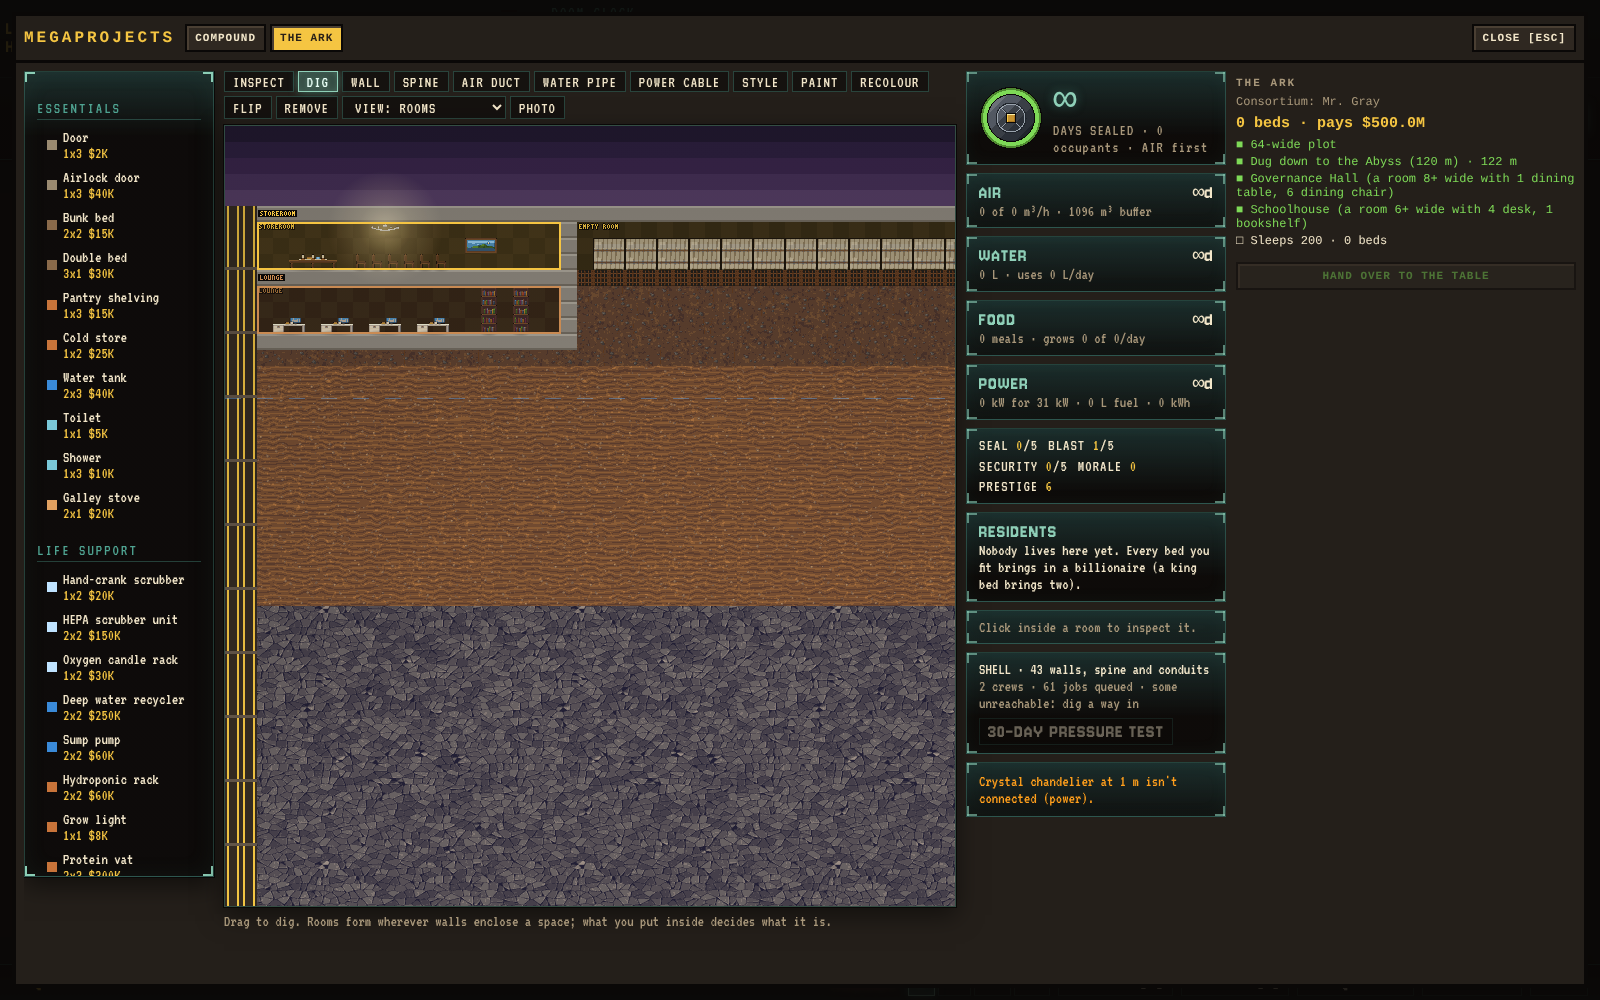 MEGAPROJECTS
COMPOUND
THE ARK
CLOSE [ESC]
ESSENTIALS
Door
1x3 $2K
Airlock door
1x3 $40K
Bunk bed
2x2 $15K
Double bed
3x1 $30K
Pantry shelving
1x3 $15K
Cold store
1x2 $25K
Water tank
2x3 $40K
Toilet
1x1 $5K
Shower
1x3 $10K
Galley stove
2x1 $20K
LIFE SUPPORT
Hand-crank scrubber
1x2 $20K
HEPA scrubber unit
2x2 $150K
Oxygen candle rack
1x2 $30K
Deep water recycler
2x2 $250K
Sump pump
2x2 $60K
Hydroponic rack
2x2 $60K
Grow light
1x1 $8K
Protein vat
INSPECT
DIG
WALL
SPINE
AIR DUCT
WATER PIPE
POWER CABLE
STYLE
PAINT
RECOLOUR
FLIP
REMOVE
VIEW: ROOMS
PHOTO
STOREROOM
STOREROOM
EMPTY ROOM
LOUNGE
LOUNGE
Drag to dig. Rooms form wherever walls enclose a space; what you put inside decides what it is.
∞
DAYS SEALED · 0
occupants · AIR first
AIR ∞d
0 of 0 m³/h · 1096 m³ buffer
WATER ∞d
0 L · uses 0 L/day
FOOD ∞d
0 meals · grows 0 of 0/day
POWER ∞d
0 kW for 31 kW · 0 L fuel · 0 kWh
SEAL 0/5 BLAST 1/5
SECURITY 0/5 MORALE 0
PRESTIGE 6
RESIDENTS
Nobody lives here yet. Every bed you
fit brings in a billionaire (a king
bed brings two).
Click inside a room to inspect it.
SHELL · 43 walls, spine and conduits
2 crews · 61 jobs queued · some
unreachable: dig a way in
30-DAY PRESSURE TEST
Crystal chandelier at 1 m isn't
connected (power).
THE ARK
Consortium: Mr. Gray
0 beds · pays $500.0M
■ 64-wide plot
■ Dug down to the Abyss (120 m) · 122 m
■ Governance Hall (a room 8+ wide with 1 dining
table, 6 dining chair)
■ Schoolhouse (a room 6+ wide with 4 desk, 1
bookshelf)
□ Sleeps 200 · 0 beds
HAND OVER TO THE TABLE